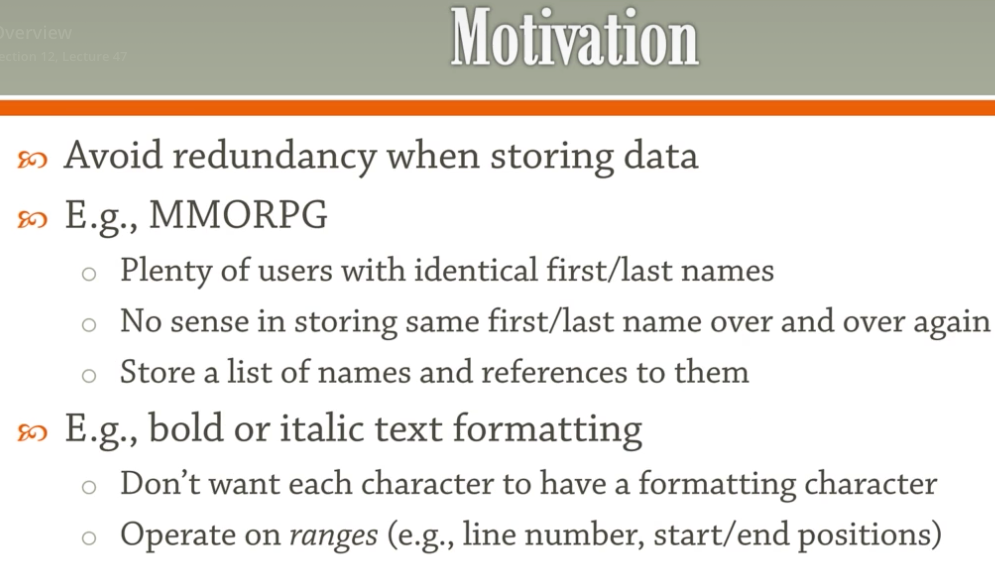 Overview
Section 12, Lecture 47
Motivation
Avoid redundancy when storing data
E.g., MMORPG
Plenty of users with identical first/last names
No sense in storing same first/last name over and over again
Store a list of names and references to them
E.g., bold or italic text formatting
Don’t want each character to have a formatting character
Operate on ranges (e.g., line number, start/end positions)